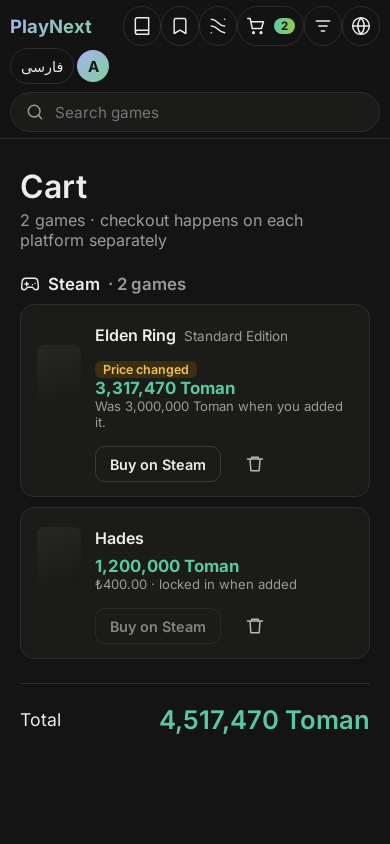 PlayNext
2
فارسی
A
Search games
Cart
2 games · checkout happens on each
platform separately
Steam · 2 games
Elden Ring Standard Edition
Price changed
3,317,470 Toman
Was 3,000,000 Toman when you added
it.
Buy on Steam
Hades
1,200,000 Toman
₺400.00 · locked in when added
Buy on Steam
Total 4,517,470 Toman